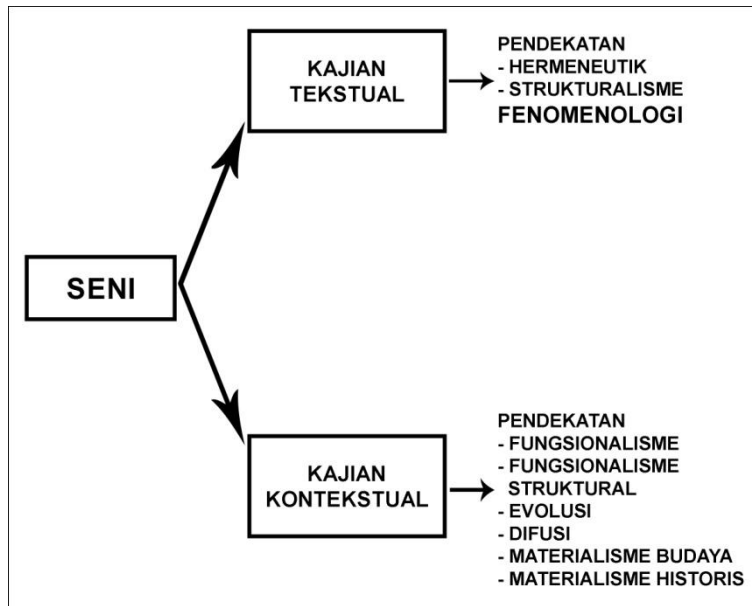 KAJIAN
TEKSTUAL
PENDEKATAN
- HERMENEUTIK
- STRUKTURALISME
FENOMENOLOGI
SENI
KAJIAN
KONTEKSTUAL
PENDEKATAN
- FUNGSIONALISME
- FUNGSIONALISME
STRUKTURAL
- EVOLUSI
- DIFUSI
- MATERIALISME BUDAYA
- MATERIALISME HISTORIS